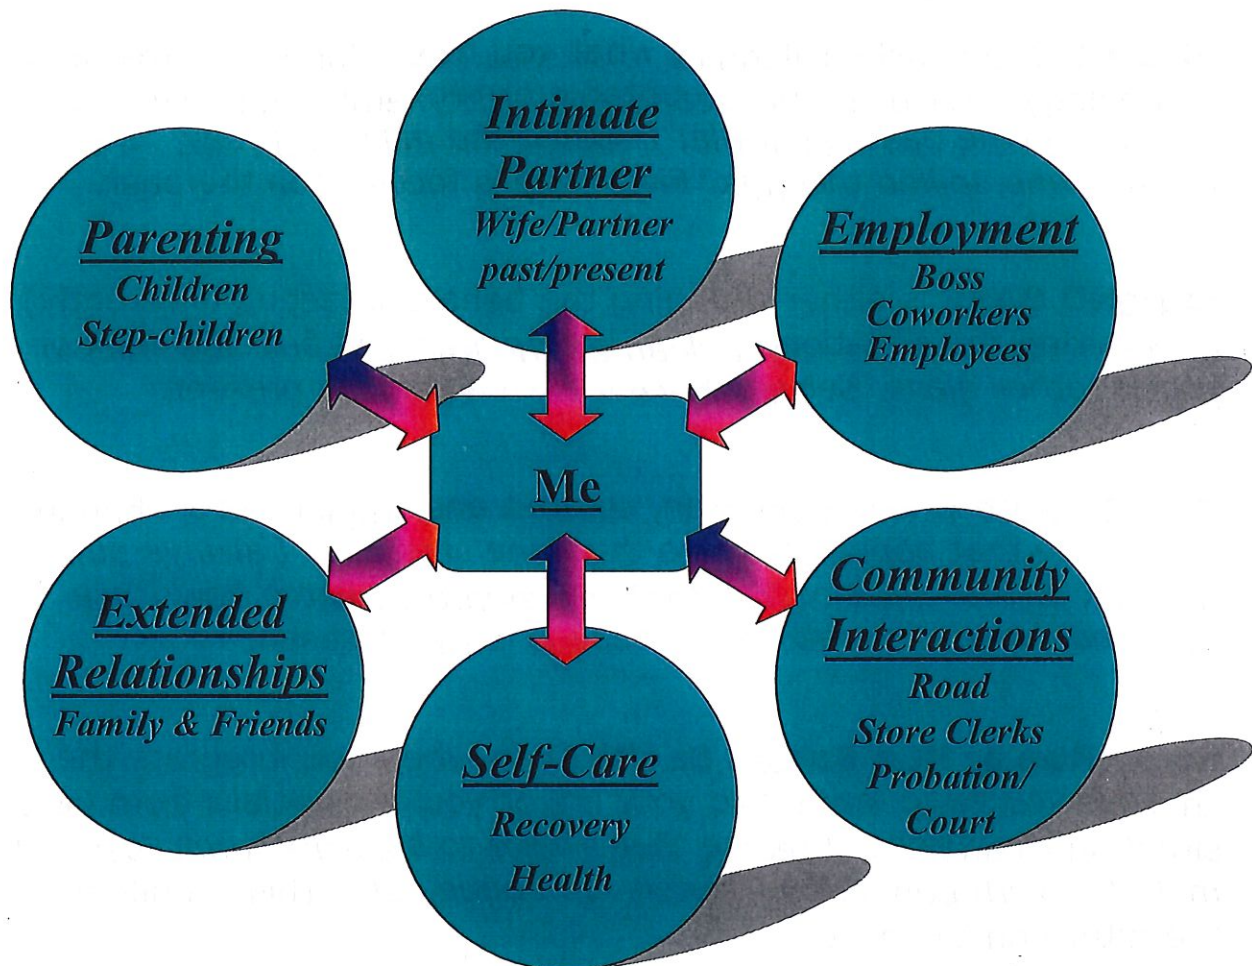 Intimate
Partner
Wife/Partner
past/present
Parenting
Children
Step-children
Employment
Boss
Coworkers
Employees
Me
Extended
Relationships
Family & Friends
Self-Care
Recovery
Health
Community
Interactions
Road
Store Clerks
Probation/
Court